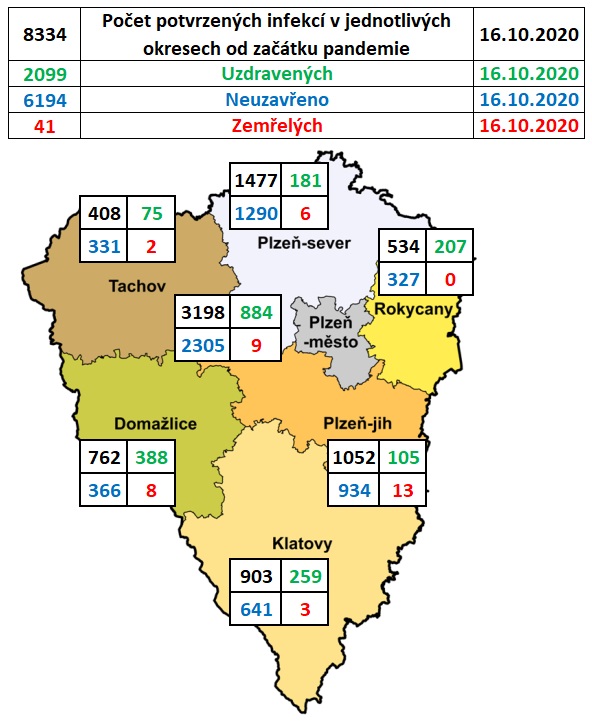 8334 Počet potvrzených infekcí v jednotlivých okresech od začátku pandemie 16.10.2020
2099 Uzdravených 16.10.2020
6194 Neuzavřeno 16.10.2020
41 Zemřelých 16.10.2020
1477 181
1290 6
Plzeň-sever
408 75
331 2
Tachov
534 207
327 0
Rokycany
3198 884
2305 9
Plzeň
-město
Domažlice
762 388
366 8
Plzeň-jih
1052 105
934 13
Klatovy
903 259
641 3